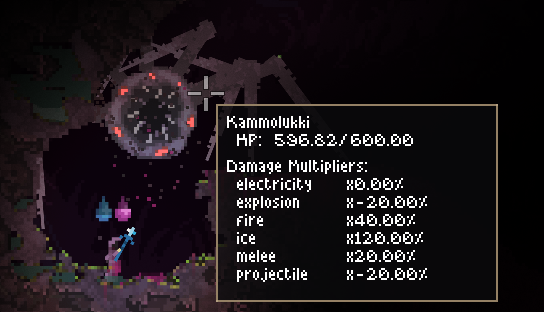 Kammolukki
HP: 596.82/600.00
Damage Multipliers:
electricity x0.00%
explosion x-20.00%
fire x40.00%
ice x120.00%
melee x20.00%
projectile x-20.00%